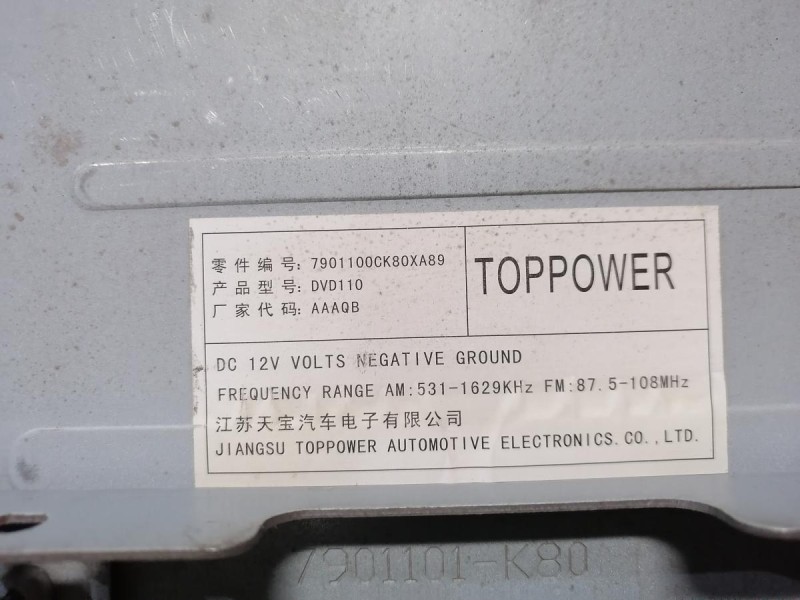 零件编号: 7901100CK80XA89
产品型号: DVD110
厂家代码: AAAQB
TOPPOWER
DC 12V VOLTS NEGATIVE GROUND
FREQUENCY RANGE AM:531-1629KHz FM:87.5-108MHz
江苏天宝汽车电子有限公司
JIANGSU TOPPOWER AUTOMOTIVE ELECTRONICS.CO.,LTD.
7901101-K80